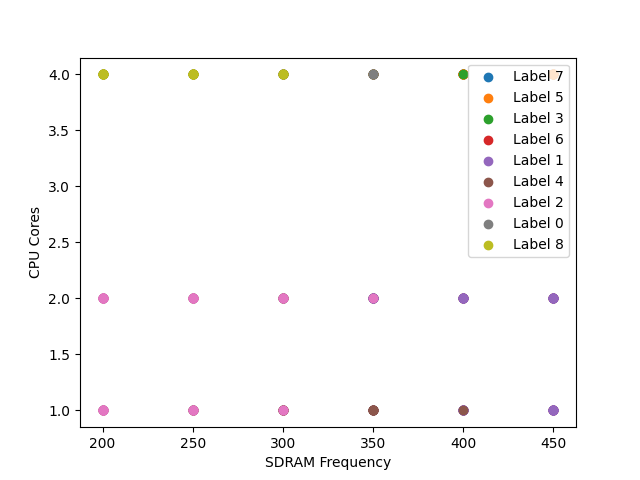 4.0
3.5
3.0
2.5
2.0
1.5
1.0
CPU Cores
200
250
300
350
400
450
SDRAM Frequency
Label 7
Label 5
Label 3
Label 6
Label 1
Label 4
Label 2
Label 0
Label 8